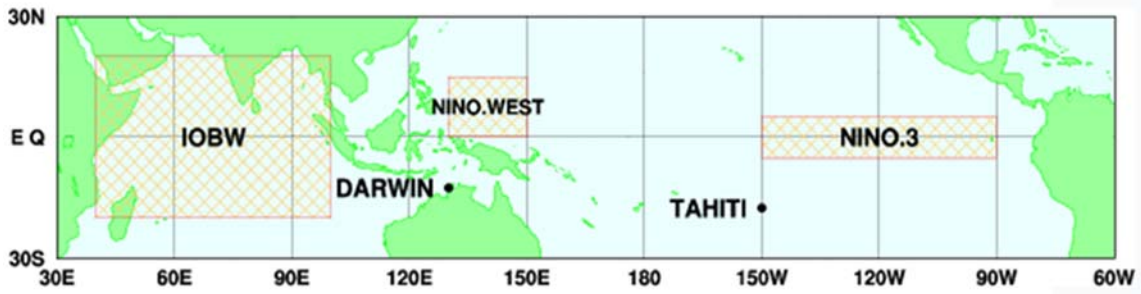 30N
NINO.WEST
E Q
IOBW
NINO.3
DARWIN
TAHITI
30S
30E 60E 90E 120E 150E 180 150W 120W 90W 60W